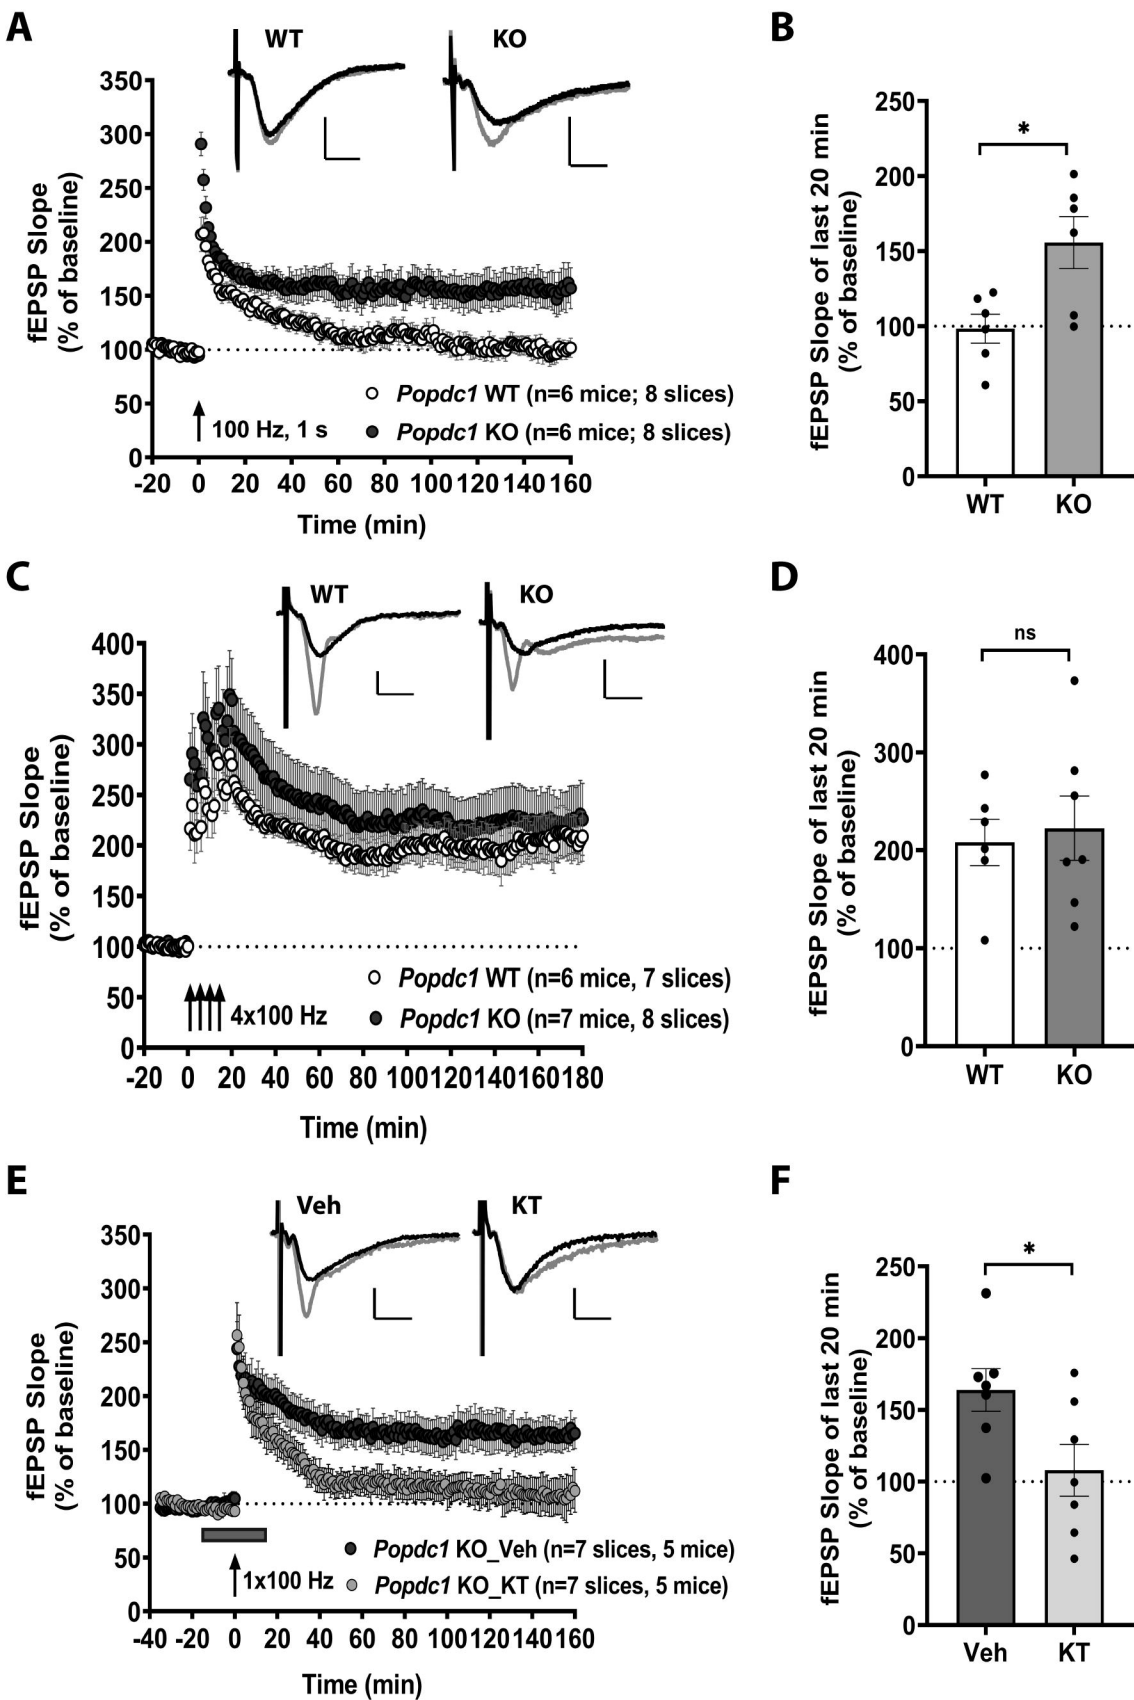 A
WT
KO
fEPSP Slope
(% of baseline)
350
300
250
200
150
100
50
0
Popdc1 WT (n=6 mice; 8 slices)
Popdc1 KO (n=6 mice; 8 slices)
100 Hz, 1 s
-20 0 20 40 60 80 100 120 140 160
Time (min)
B
fEPSP Slope of last 20 min
(% of baseline)
250
200
150
100
50
0
*
WT KO
C
WT
KO
fEPSP Slope
(% of baseline)
400
350
300
250
200
150
100
50
0
Popdc1 WT (n=6 mice, 7 slices)
Popdc1 KO (n=7 mice, 8 slices)
4x100 Hz
-20 0 20 40 60 80 100 120 140 160 180
Time (min)
D
fEPSP Slope of last 20 min
(% of baseline)
400
300
200
100
0
ns
WT KO
E
Veh
KT
fEPSP Slope
(% of baseline)
350
300
250
200
150
100
50
0
Popdc1 KO_Veh (n=7 slices, 5 mice)
Popdc1 KO_KT (n=7 slices, 5 mice)
1x100 Hz
-40 -20 0 20 40 60 80 100 120 140 160
Time (min)
F
fEPSP Slope of last 20 min
(% of baseline)
250
200
150
100
50
0
*
Veh KT